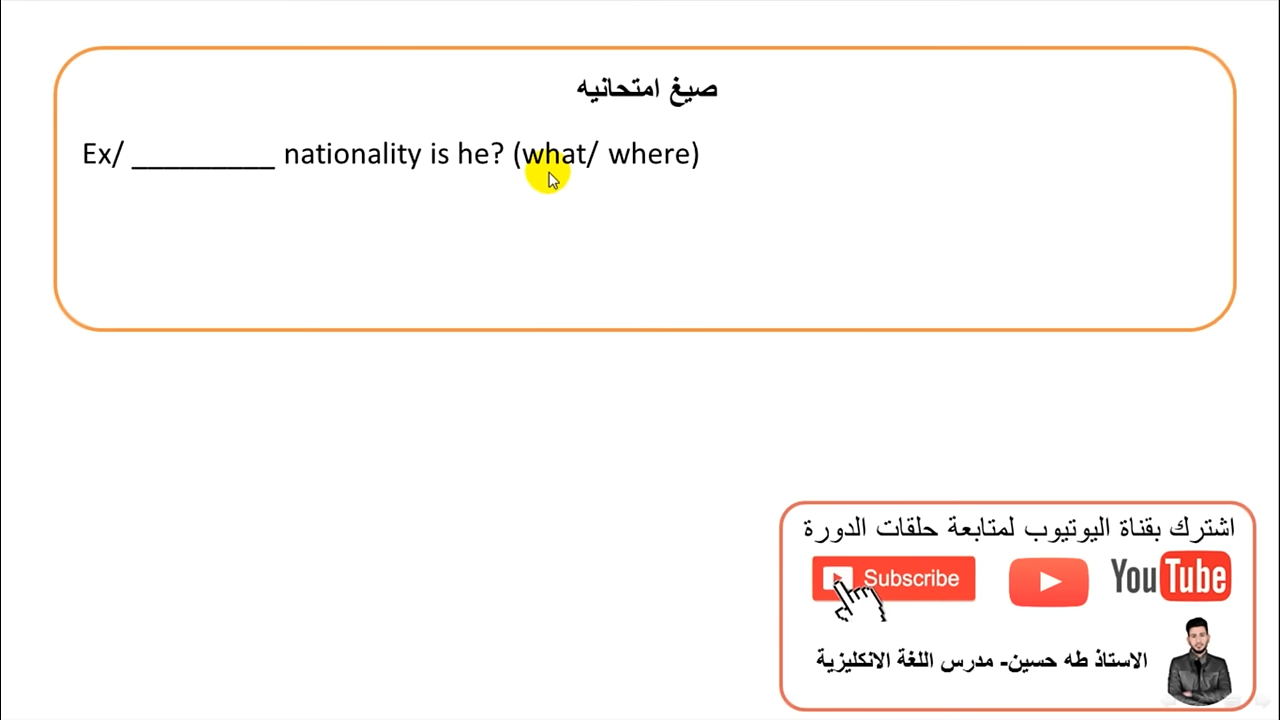 صيغ امتحانيه
Ex/ _________ nationality is he? (what/ where)
اشترك بقناة اليوتيوب لمتابعة حلقات الدورة
Subscribe
YouTube
الاستاذ طه حسين- مدرس اللغة الانكليزية